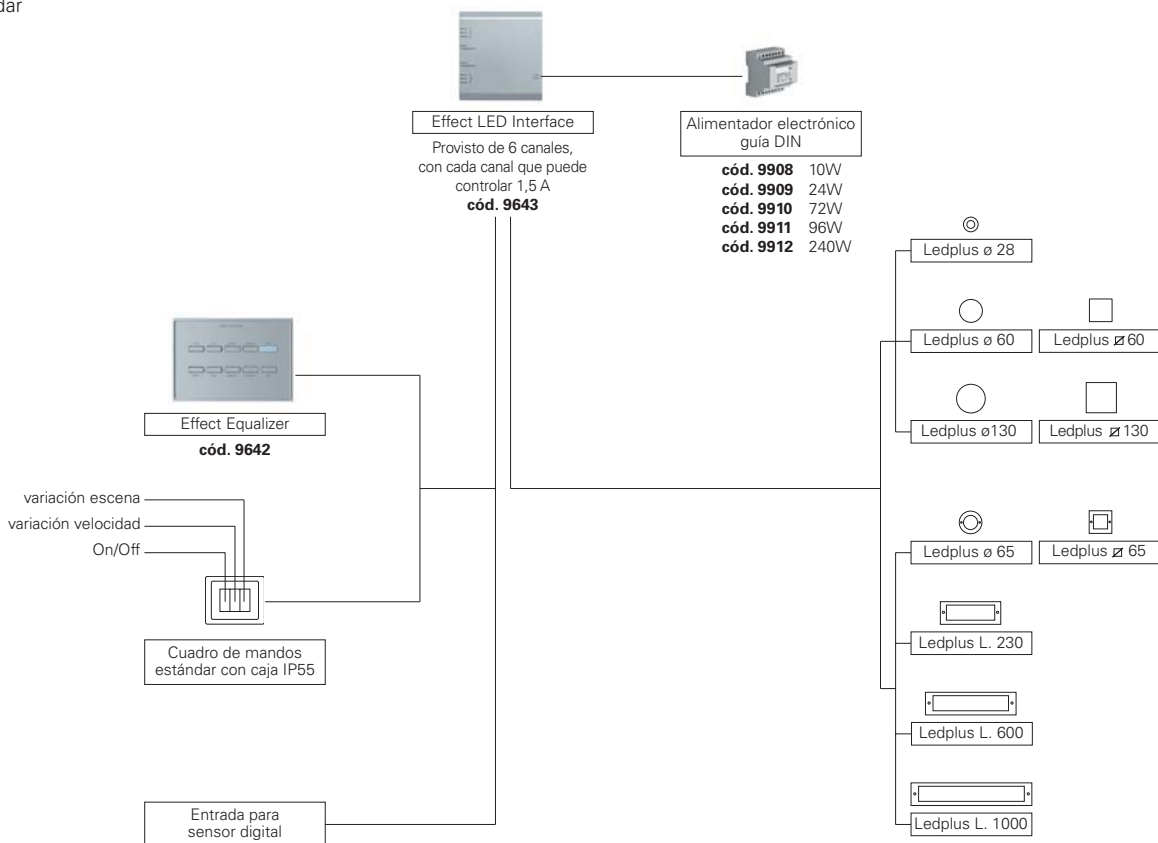 dar
Effect LED Interface
Provisto de 6 canales,
con cada canal que puede
controlar 1,5 A
cód. 9643
Alimentador electrónico
guía DIN
cód. 9908 10W
cód. 9909 24W
cód. 9910 72W
cód. 9911 96W
cód. 9912 240W
Effect Equalizer
cód. 9642
variación escena
variación velocidad
On/Off
Cuadro de mandos
estándar con caja IP55
Entrada para
sensor digital
Ledplus ø 28
Ledplus ø 60
Ledplus ⧄ 60
Ledplus ø130
Ledplus ⧄ 130
Ledplus ø 65
Ledplus ⧄ 65
Ledplus L. 230
Ledplus L. 600
Ledplus L. 1000